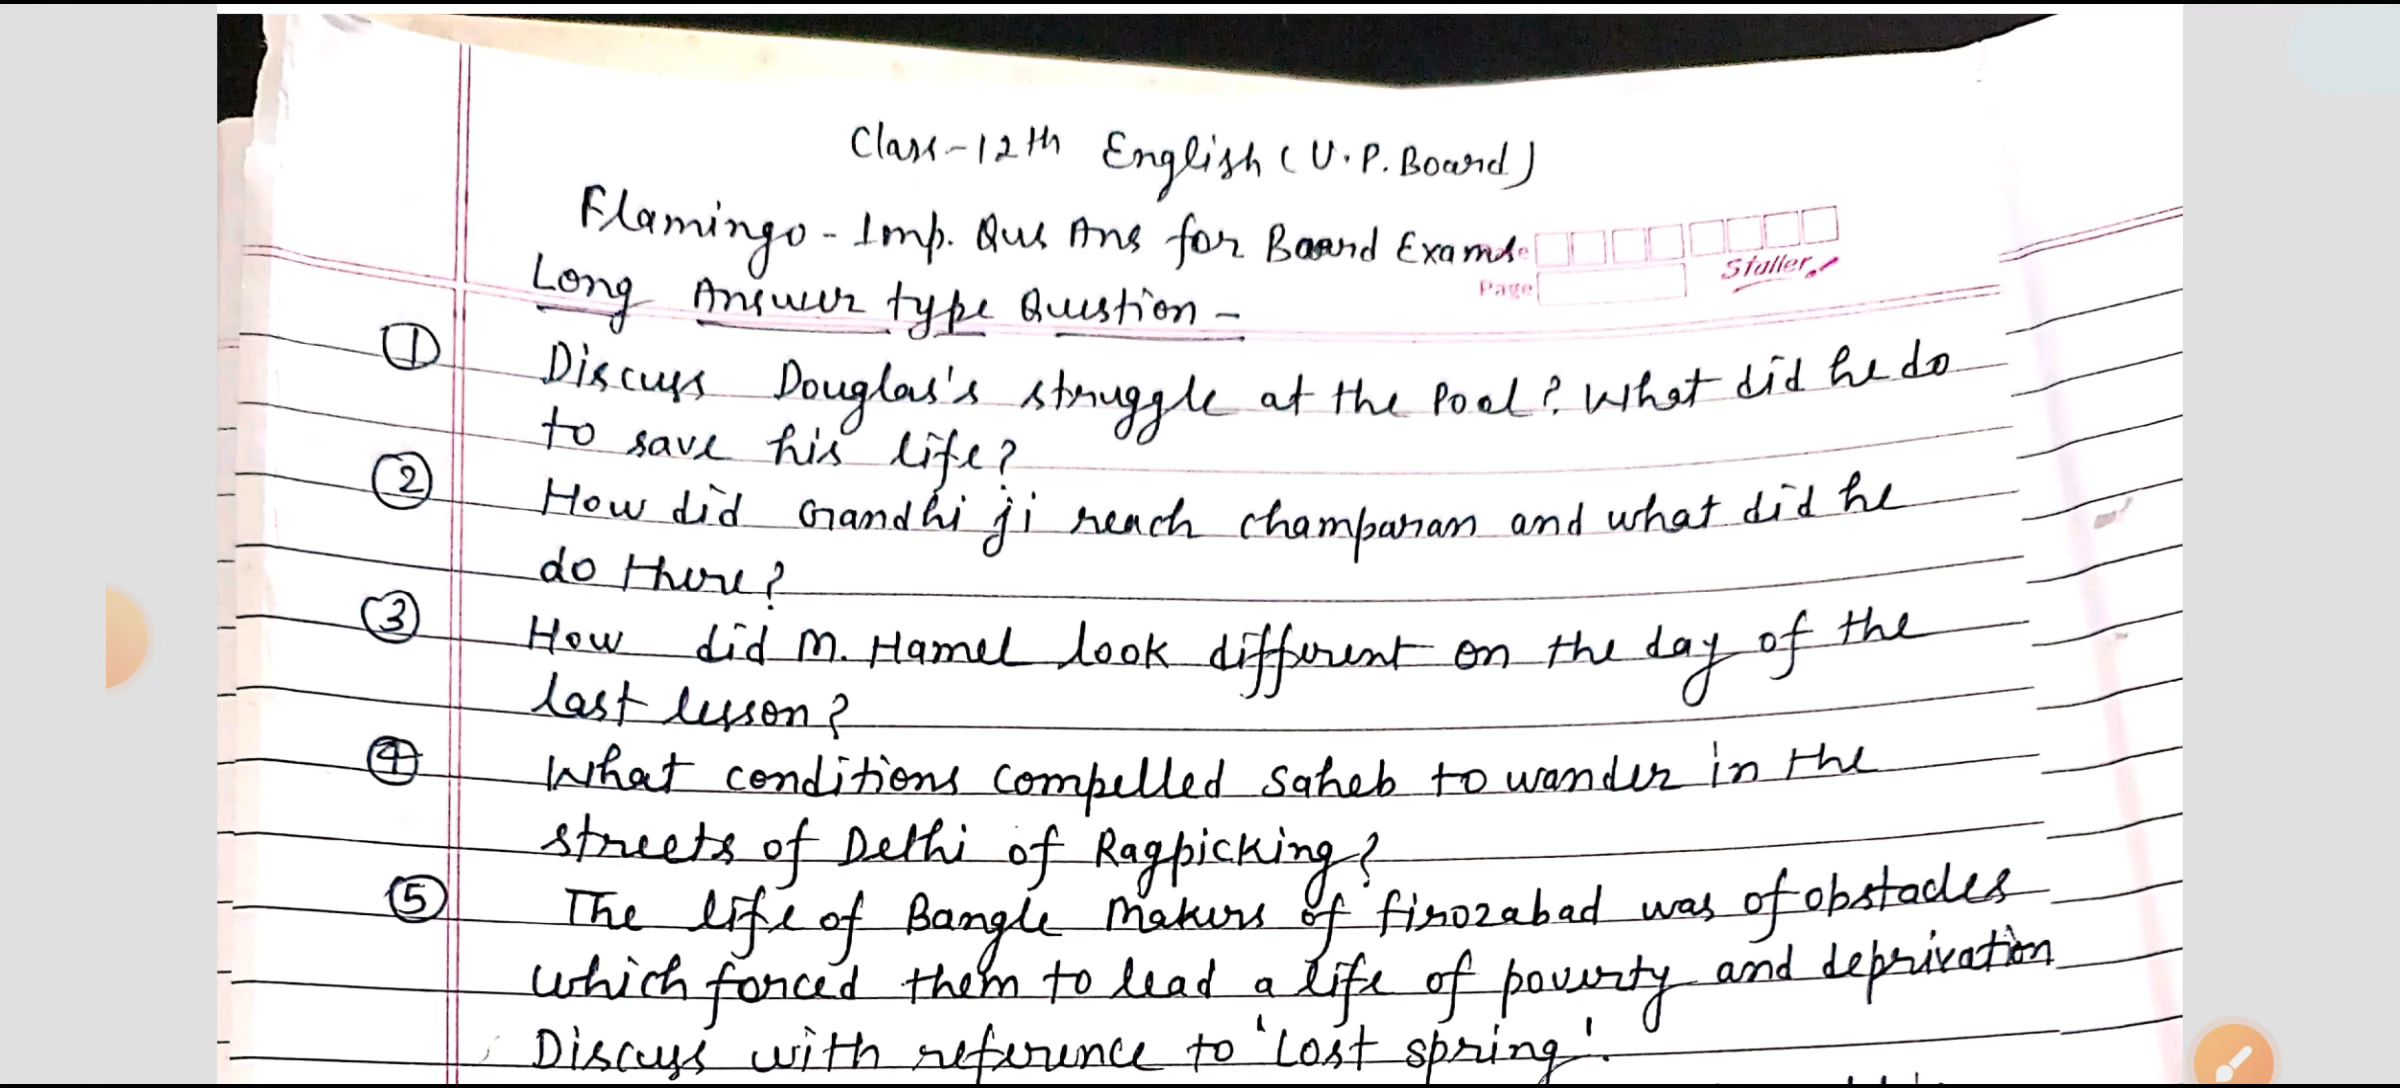 Class-12th English (U.P. Board)
Flamingo - Imp. Qus Ans for Board Exams
Page
Staller
Long Answer type Question -
① Discuss Douglas's struggle at the Pool? What did he do
to save his life?
② How did Gandhi ji reach champaran and what did he
do there?
③ How did M. Hamel look different on the day of the
last lesson?
④ What conditions compelled Saheb to wander in the
streets of Delhi of Ragpicking?
⑤ The life of Bangle Makers of firozabad was of obstacles
which forced them to lead a life of poverty and deprivation
Discuss with reference to 'Lost spring'.